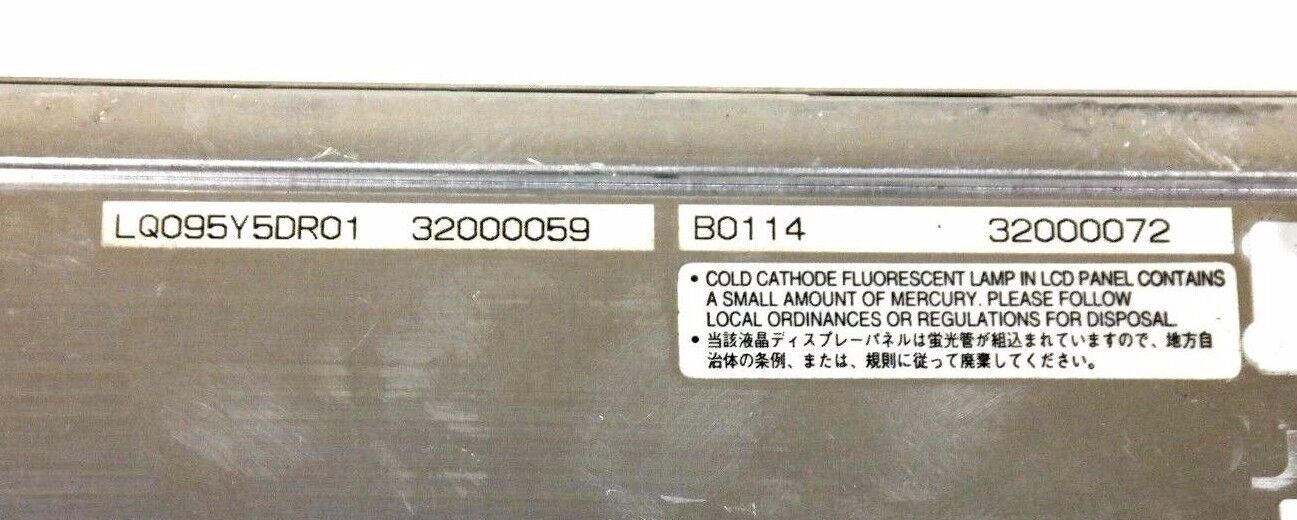 LQ095Y5DR01 32000059
B0114 32000072
• COLD CATHODE FLUORESCENT LAMP IN LCD PANEL CONTAINS
A SMALL AMOUNT OF MERCURY. PLEASE FOLLOW
LOCAL ORDINANCES OR REGULATIONS FOR DISPOSAL.
• 当該液晶ディスプレーパネルは蛍光管が組込まれていますので、地方自
治体の条例、または、規則に従って廃棄してください。